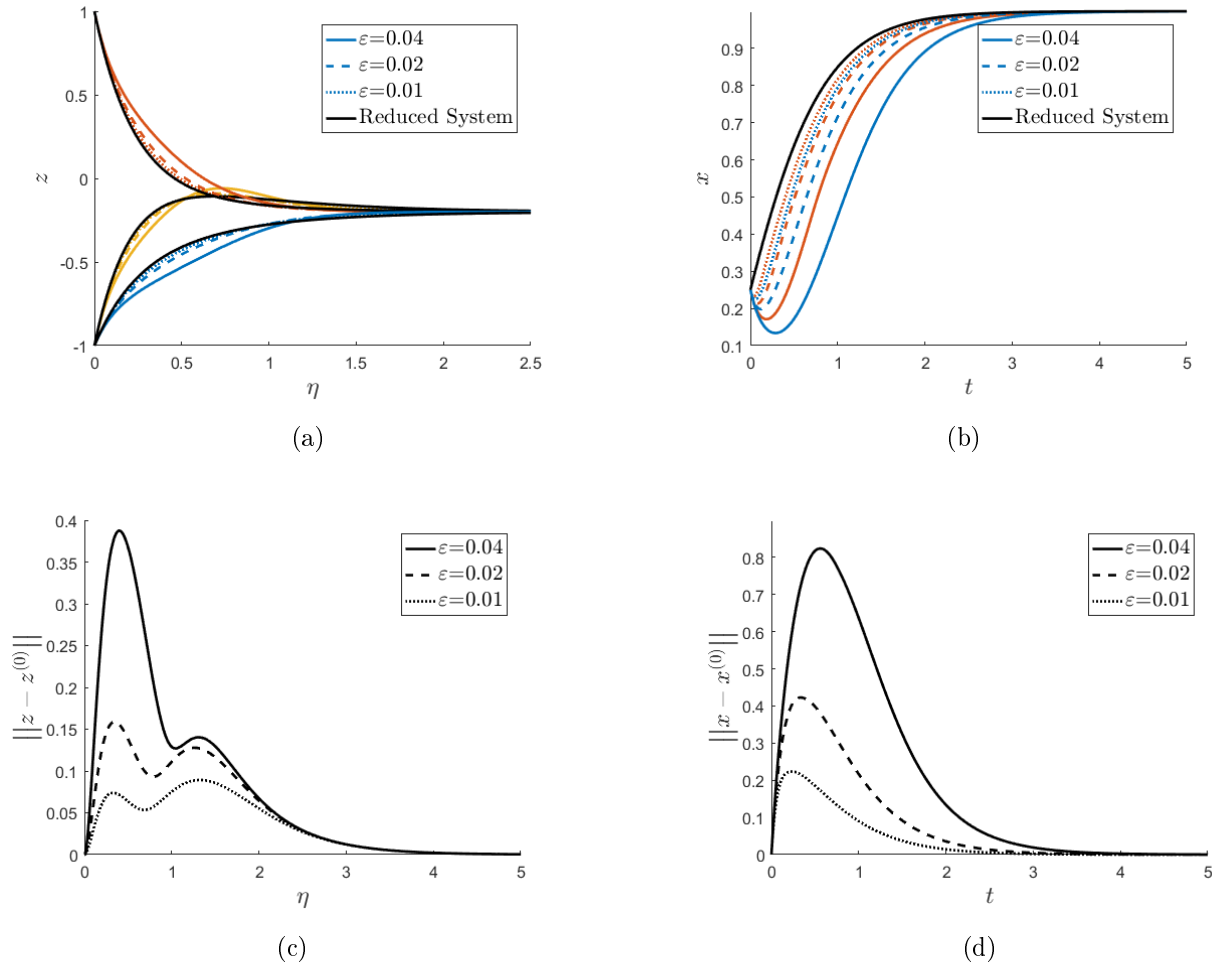 1
0.5
0
-0.5
-1
z
0
0.5
1
1.5
2
2.5
η
ε=0.04
ε=0.02
ε=0.01
Reduced System
(a)
0.9
0.8
0.7
0.6
0.5
0.4
0.3
0.2
0.1
x
0
1
2
3
4
5
t
ε=0.04
ε=0.02
ε=0.01
Reduced System
(b)
0.4
0.35
0.3
0.25
0.2
0.15
0.1
0.05
0
||z − z⁽⁰⁾||
0
1
2
3
4
5
η
ε=0.04
ε=0.02
ε=0.01
(c)
0.8
0.7
0.6
0.5
0.4
0.3
0.2
0.1
0
||x − x⁽⁰⁾||
0
1
2
3
4
5
t
ε=0.04
ε=0.02
ε=0.01
(d)